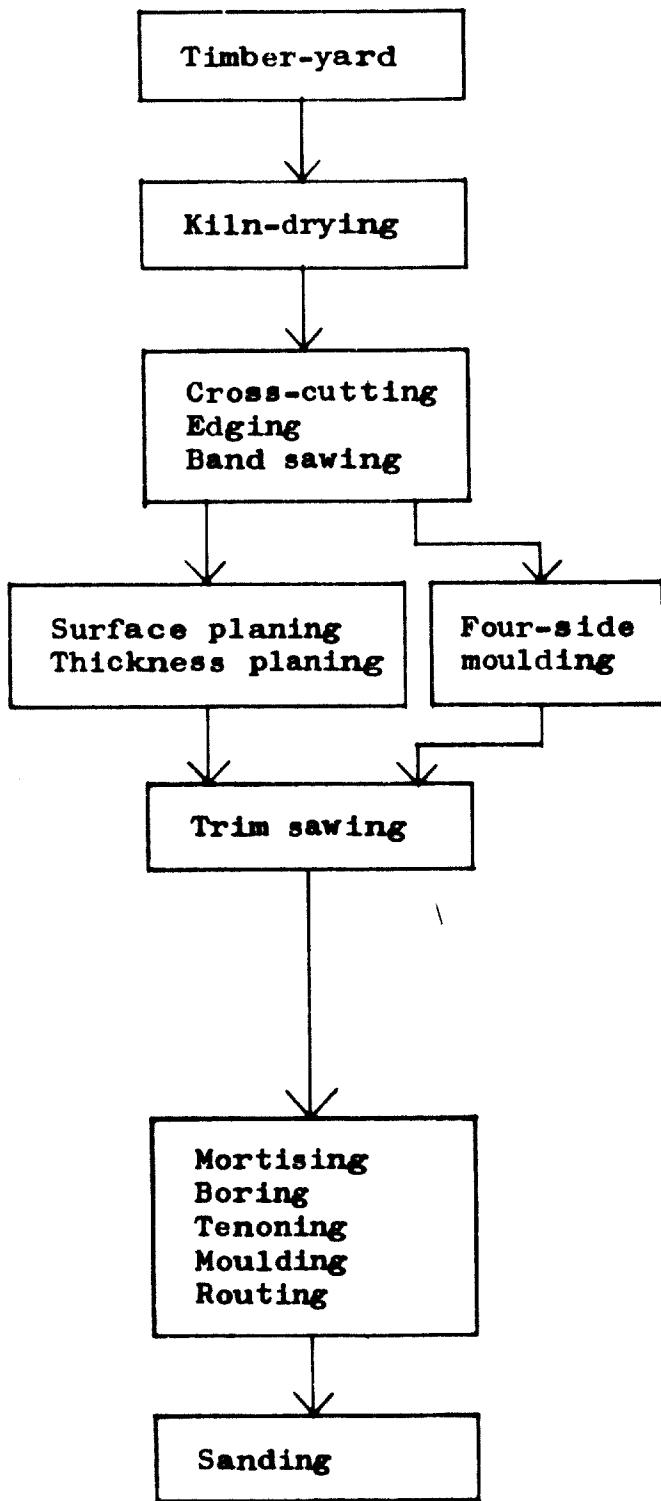 Timber-yard
Kiln-drying
Cross-cutting
Edging
Band sawing
Surface planing
Thickness planing
Four-side
moulding
Trim sawing
Mortising
Boring
Tenoning
Moulding
Routing
Sanding